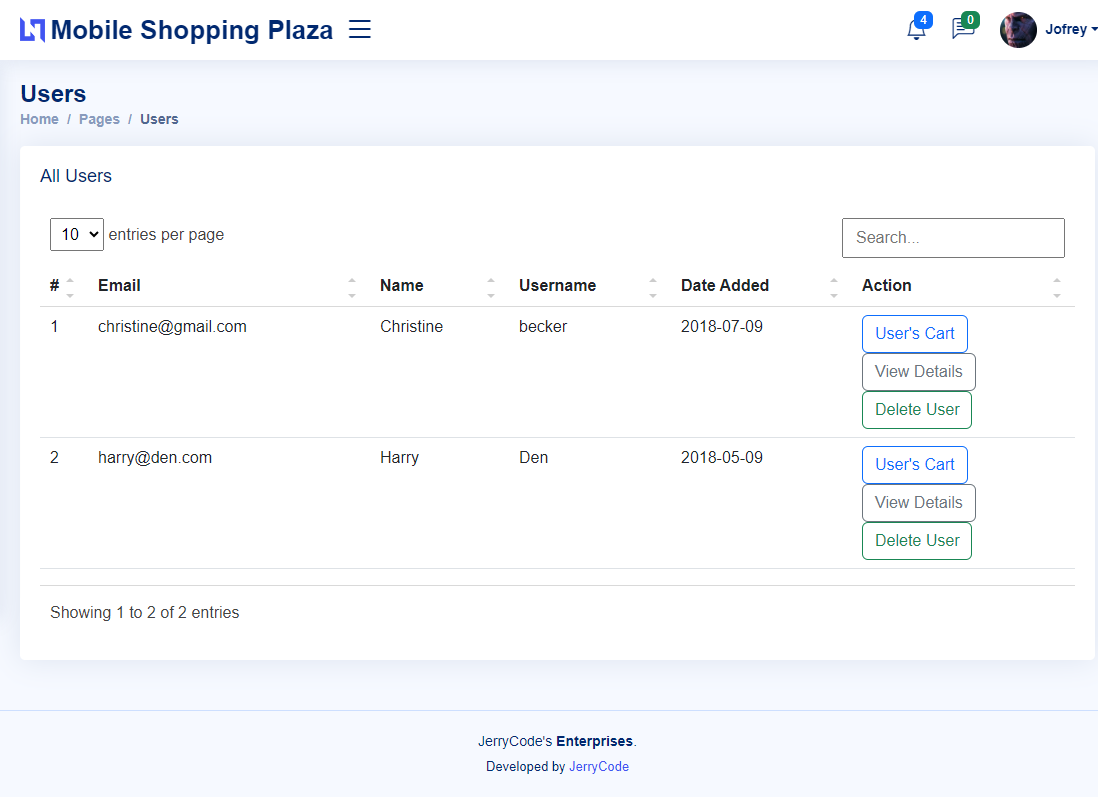 Mobile Shopping Plaza
4
0
Jofrey
Users
Home / Pages / Users
All Users
10 entries per page
Search...
# Email Name Username Date Added Action
1 christine@gmail.com Christine becker 2018-07-09 User's Cart
View Details
Delete User
2 harry@den.com Harry Den 2018-05-09 User's Cart
View Details
Delete User
Showing 1 to 2 of 2 entries
JerryCode's Enterprises.
Developed by JerryCode